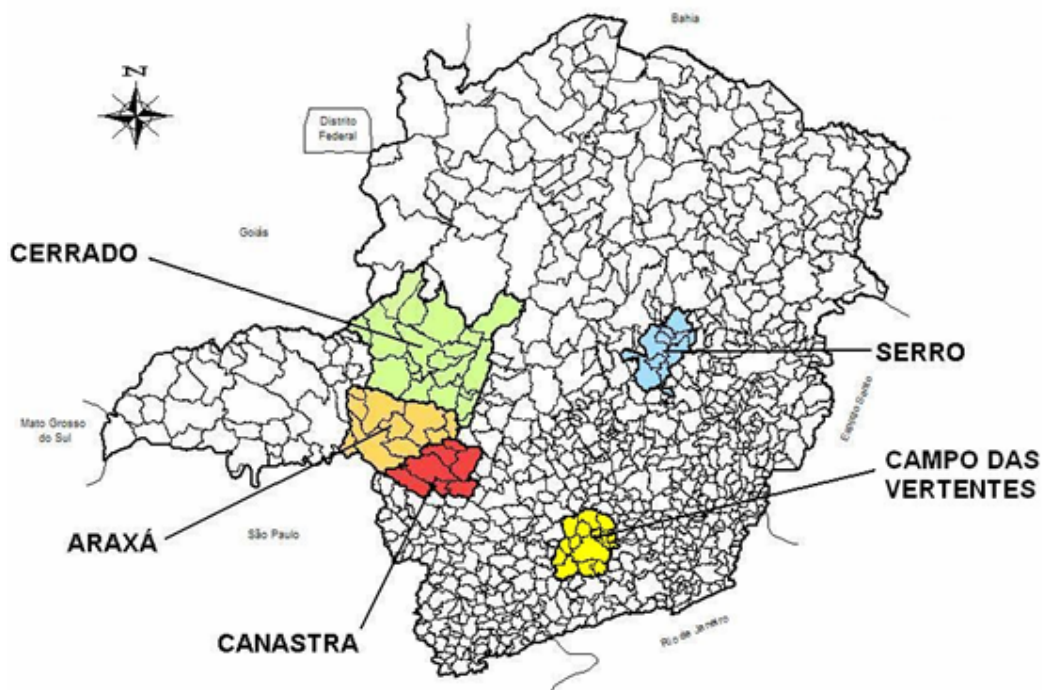 Bahia
N
Distrito
Federal
Goiás
CERRADO
SERRO
Mato Grosso
do Sul
Espírito Santo
CAMPO DAS
VERTENTES
ARAXÁ
São Paulo
CANASTRA
Rio de Janeiro